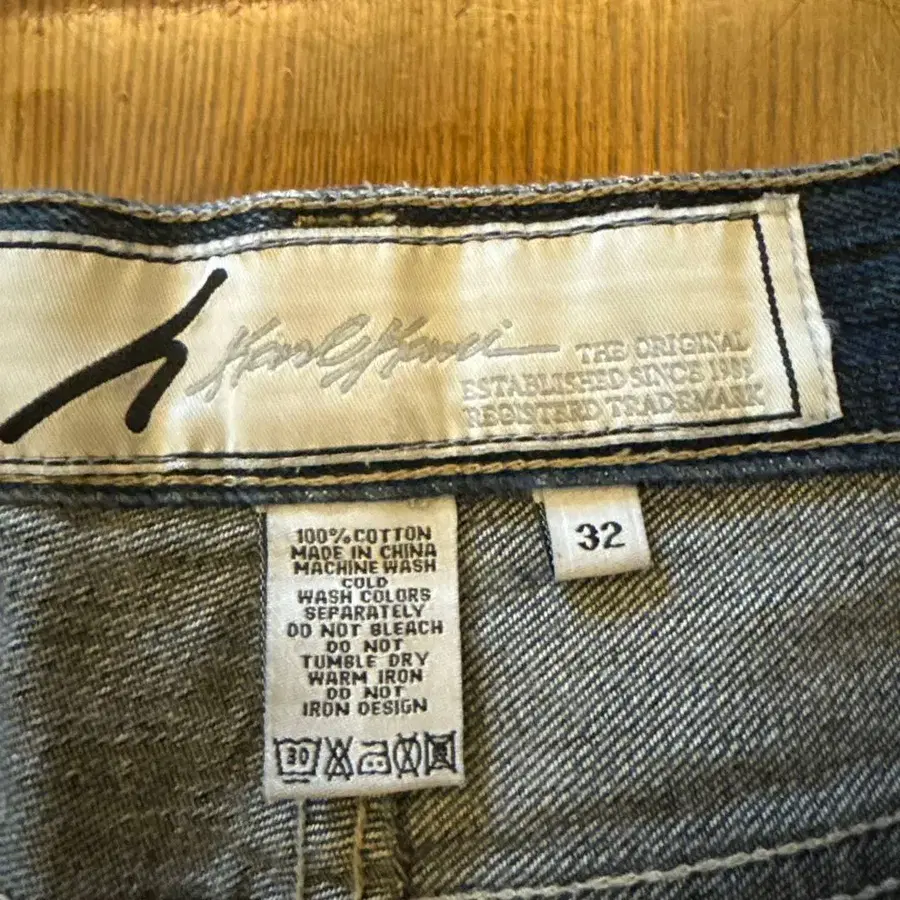 Karl Kani THE ORIGINAL
ESTABLISHED SINCE 1989
REGISTERED TRADEMARK
100% COTTON
MADE IN CHINA
MACHINE WASH
COLD
WASH COLORS
SEPARATELY
DO NOT BLEACH
DO NOT
TUMBLE DRY
WARM IRON
DO NOT
IRON DESIGN
30
32